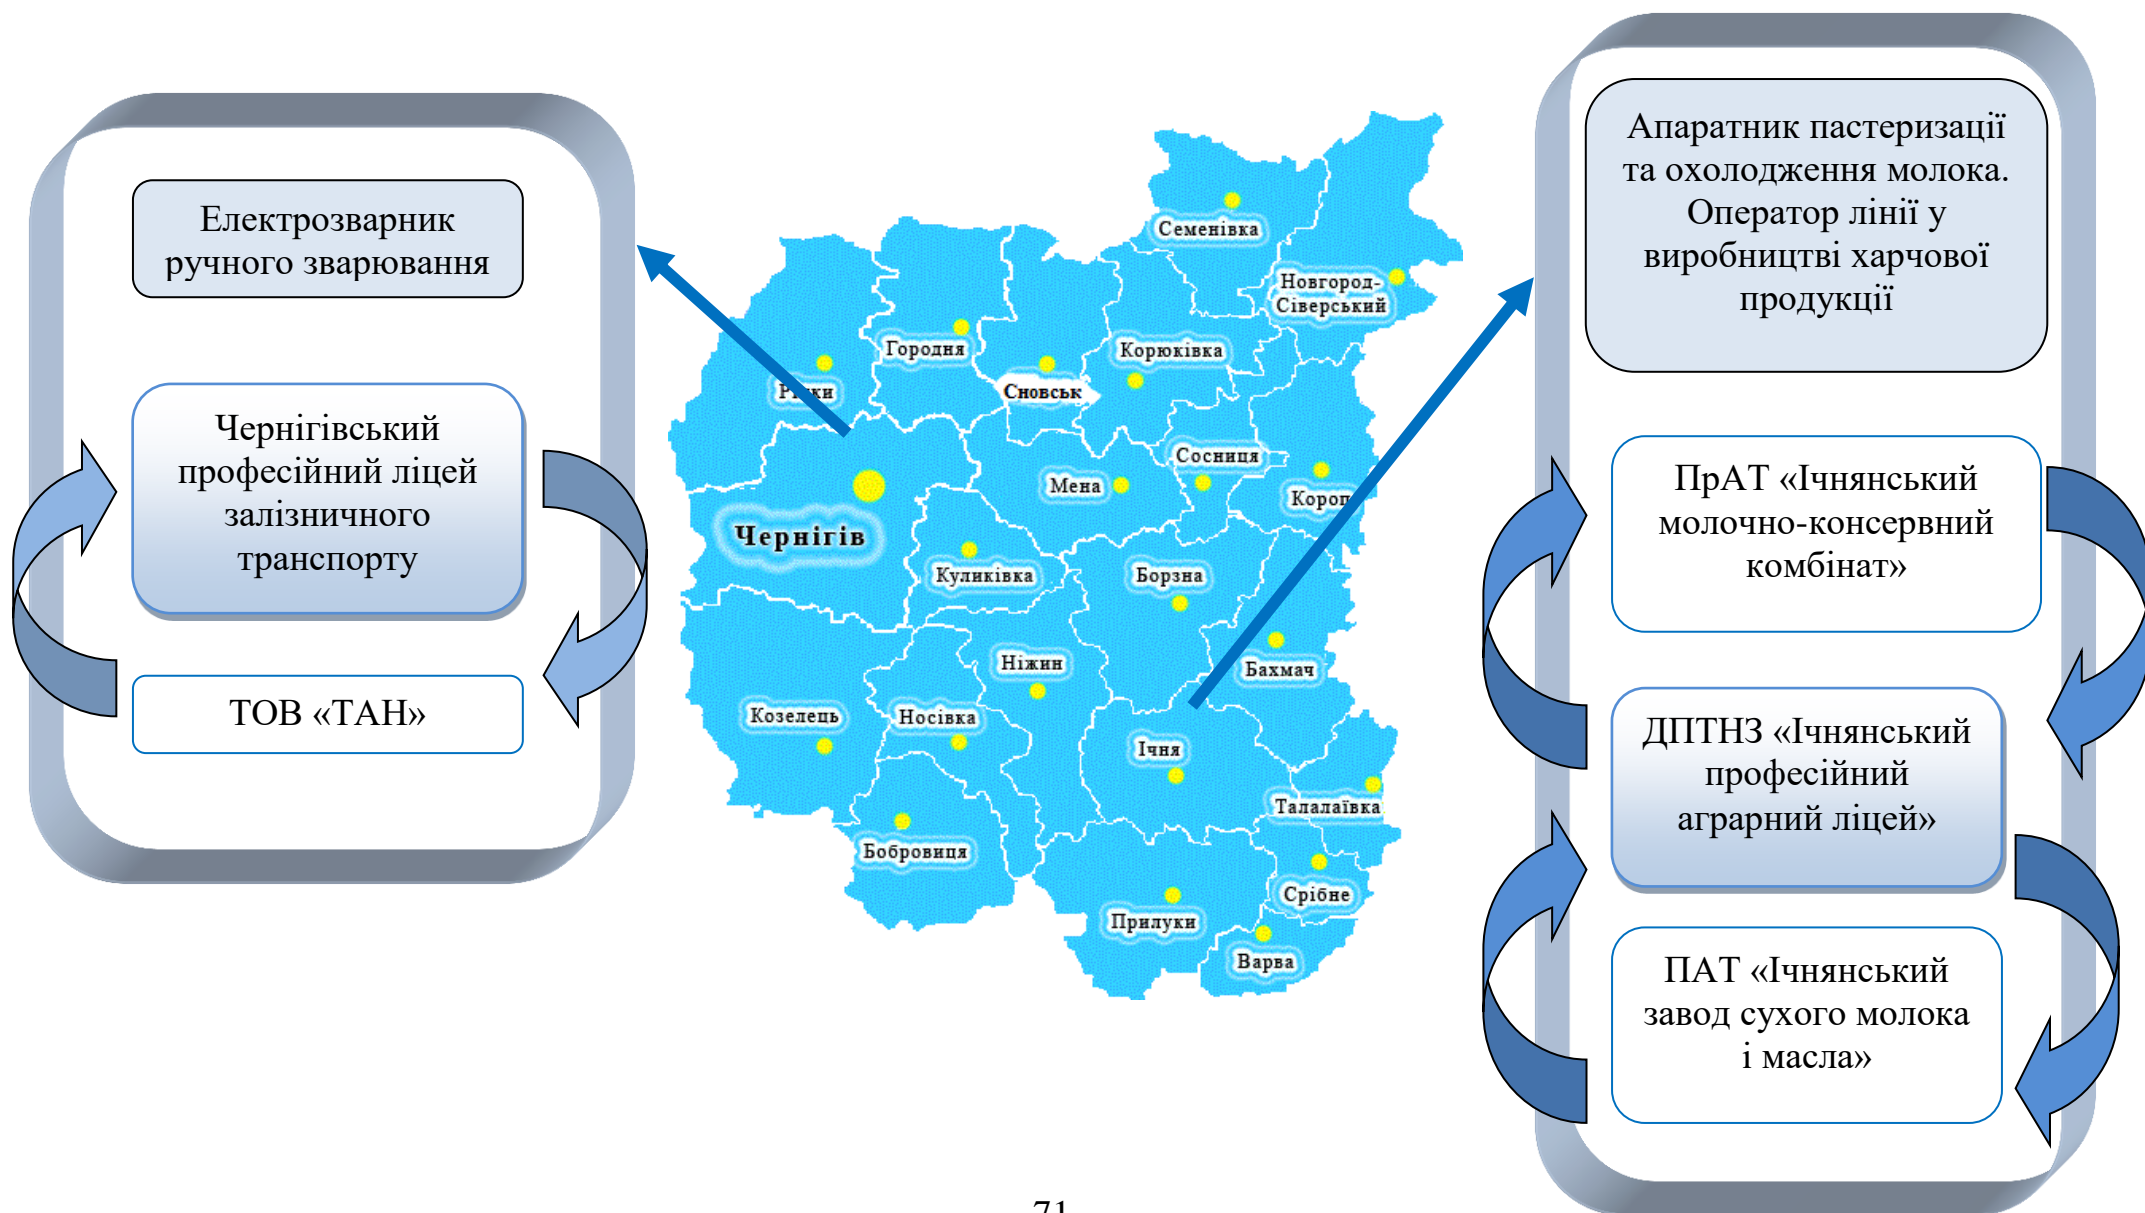 Електрозварник
ручного зварювання
Чернігівський
професійний ліцей
залізничного
транспорту
ТОВ «ТАН»
Семенівка
Новгород-
Сіверський
Городня
Корюківка
Сновськ
Сосниця
Мена
Короп
Чернігів
Куликівка
Борзна
Ніжин
Бахмач
Козелець
Носівка
Ічня
Талалаївка
Бобровиця
Срібне
Прилуки
Варва
Апаратник пастеризації
та охолодження молока.
Оператор лінії у
виробництві харчової
продукції
ПрАТ «Ічнянський
молочно-консервний
комбінат»
ДПТНЗ «Ічнянський
професійний
аграрний ліцей»
ПАТ «Ічнянський
завод сухого молока
і масла»
71